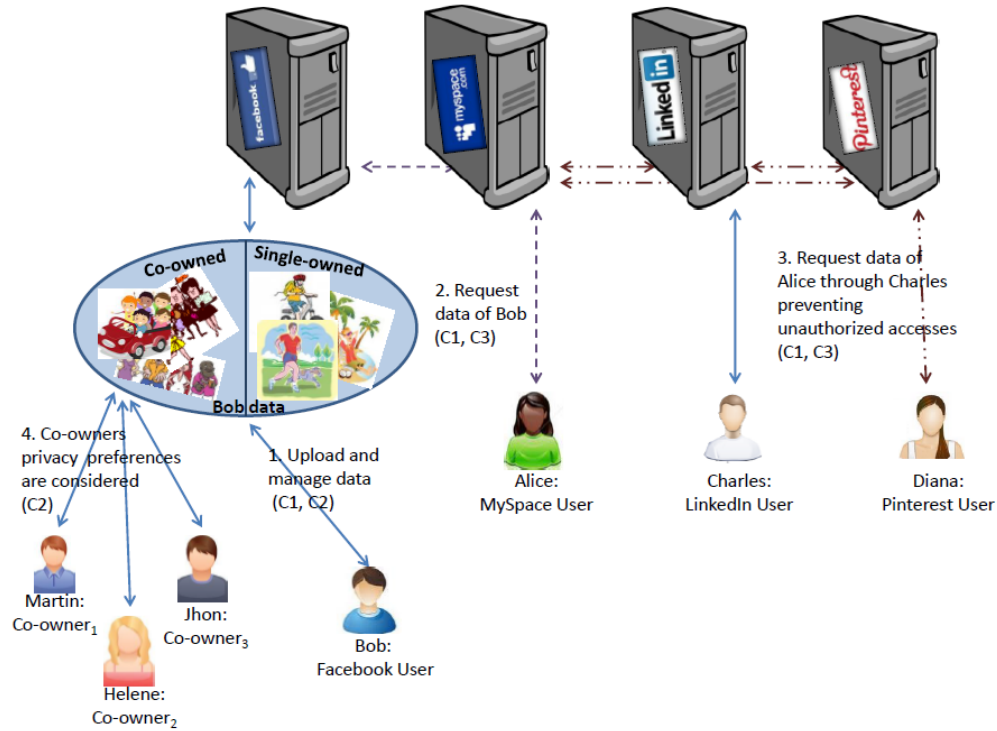 facebook
myspace
.com
Linked in
Pinterest
Co-owned
Single-owned
Bob data
2. Request
data of Bob
(C1, C3)
3. Request data of
Alice through Charles
preventing
unauthorized accesses
(C1, C3)
4. Co-owners
privacy preferences
are considered
(C2)
1. Upload and
manage data
(C1, C2)
Alice:
MySpace User
Charles:
LinkedIn User
Diana:
Pinterest User
Martin:
Co-owner1
Jhon:
Co-owner3
Helene:
Co-owner2
Bob:
Facebook User